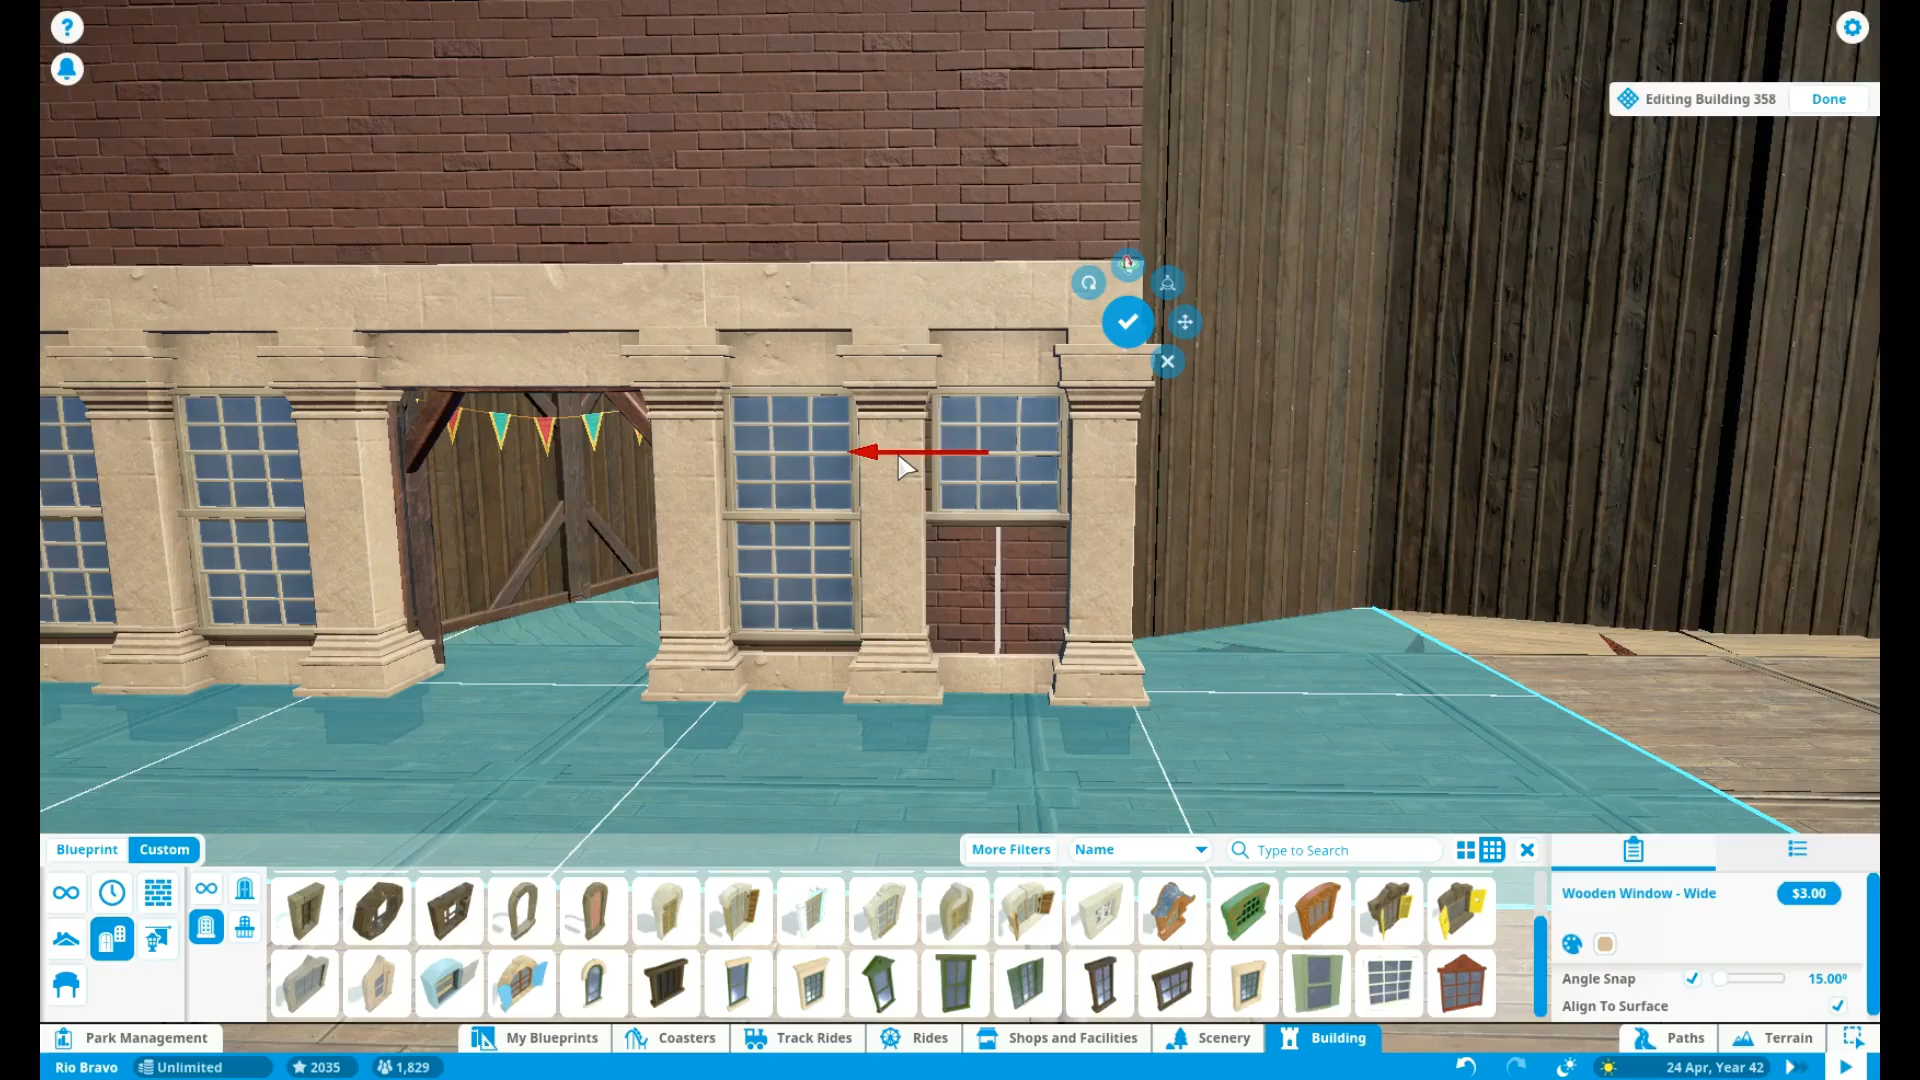 ?
Editing Building 358 Done
Blueprint Custom More Filters Name Type to Search
Wooden Window - Wide $3.00
Angle Snap 15.00°
Align To Surface
Park Management My Blueprints Coasters Track Rides Rides Shops and Facilities Scenery Building Paths Terrain
Rio Bravo Unlimited 2035 1,829 24 Apr, Year 42